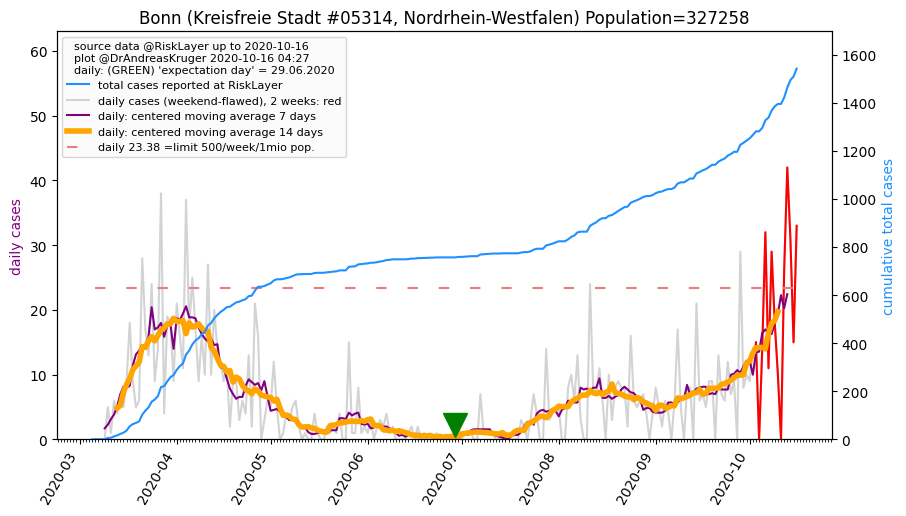 Bonn (Kreisfreie Stadt #05314, Nordrhein-Westfalen) Population=327258
source data @RiskLayer up to 2020-10-16
plot @DrAndreasKruger 2020-10-16 04:27
daily: (GREEN) 'expectation day' = 29.06.2020
total cases reported at RiskLayer
daily cases (weekend-flawed), 2 weeks: red
daily: centered moving average 7 days
daily: centered moving average 14 days
daily 23.38 =limit 500/week/1mio pop.
daily cases
60
50
40
30
20
10
0
cumulative total cases
1600
1400
1200
1000
800
600
400
200
0
2020-03
2020-04
2020-05
2020-06
2020-07
2020-08
2020-09
2020-10